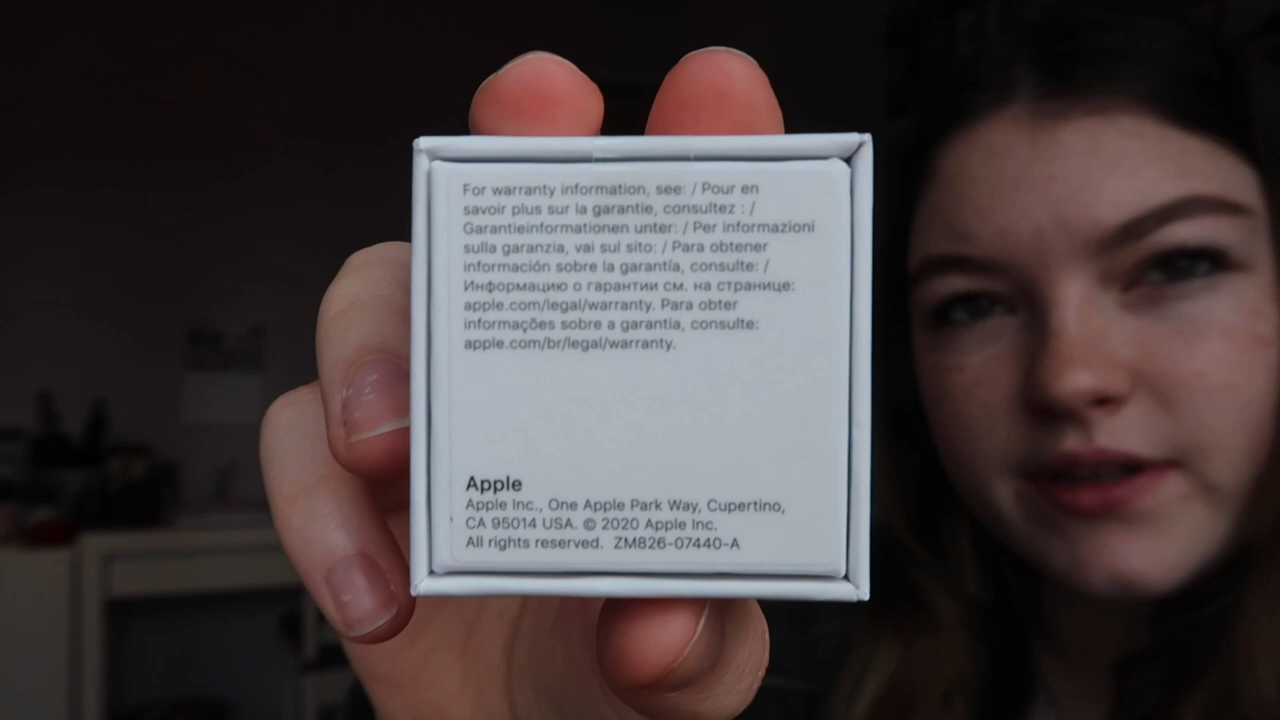 For warranty information, see: / Pour en
savoir plus sur la garantie, consultez : /
Garantieinformationen unter: / Per informazioni
sulla garanzia, vai sul sito: / Para obtener
información sobre la garantía, consulte: /
Информацию о гарантии см. на странице:
apple.com/legal/warranty. Para obter
informações sobre a garantia, consulte:
apple.com/br/legal/warranty.
Apple
Apple Inc., One Apple Park Way, Cupertino,
CA 95014 USA. © 2020 Apple Inc.
All rights reserved. ZM826-07440-A